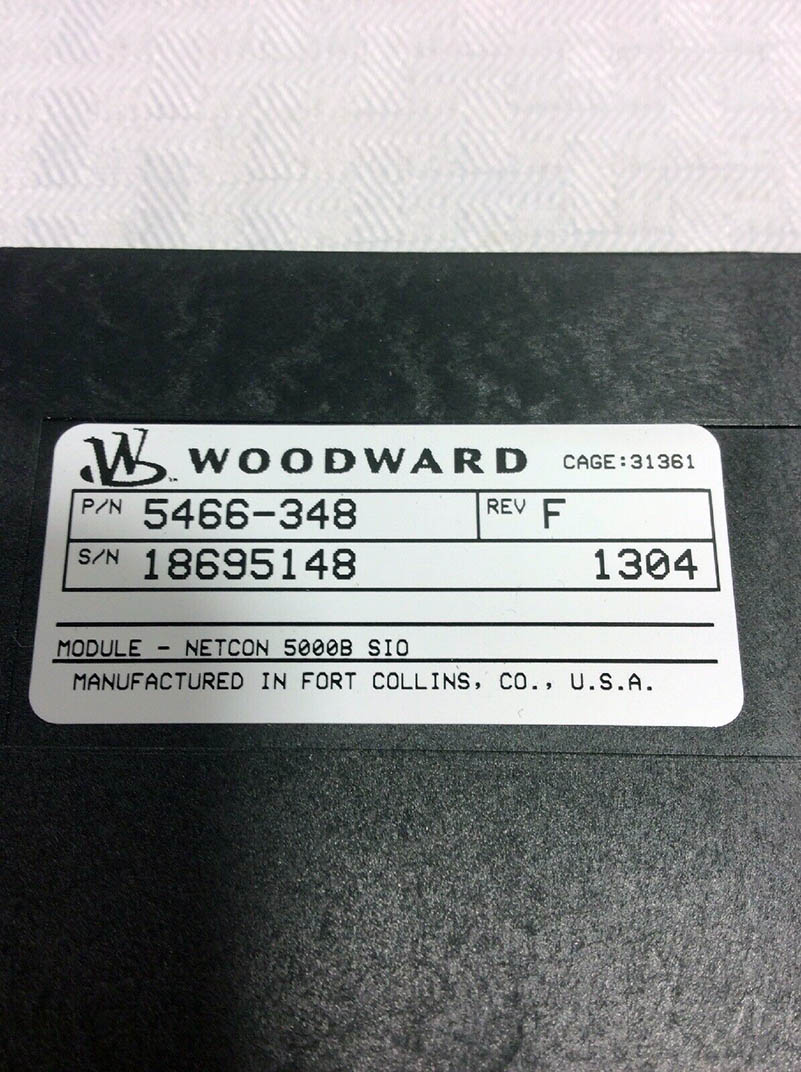 WOODWARD CAGE:31361
P/N 5466-348 REV F
S/N 18695148 1304
MODULE - NETCON 5000B SIO
MANUFACTURED IN FORT COLLINS, CO., U.S.A.